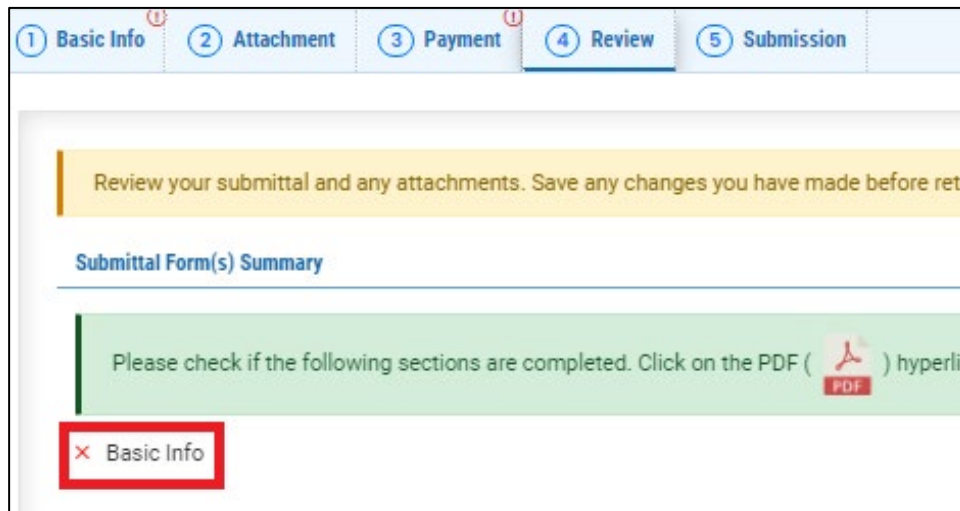 1 Basic Info 2 Attachment 3 Payment 4 Review 5 Submission
Review your submittal and any attachments. Save any changes you have made before ret
Submittal Form(s) Summary
Please check if the following sections are completed. Click on the PDF ( PDF ) hyperli
× Basic Info